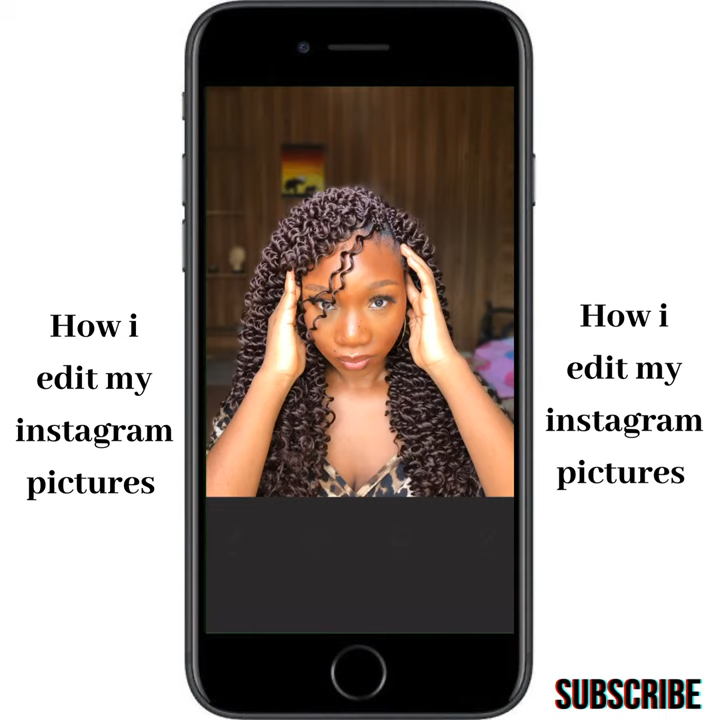 How i
edit my
instagram
pictures
How i
edit my
instagram
pictures
SUBSCRIBE